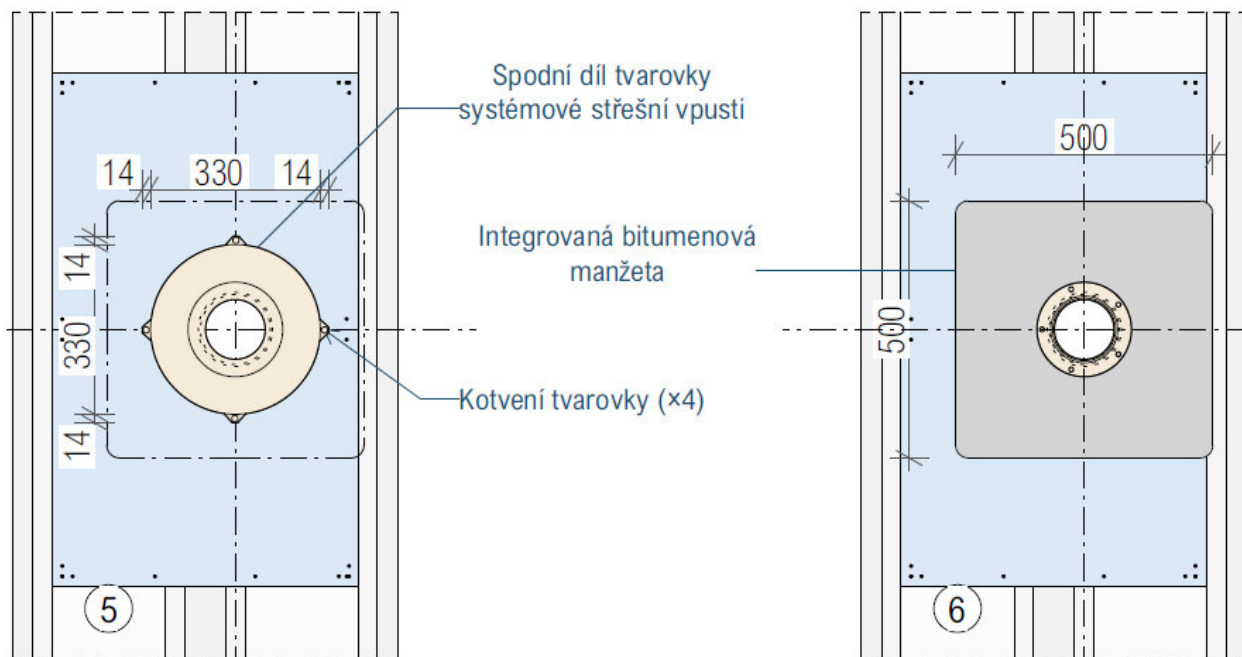 Spodní díl tvarovky
systémové střešní vpusti
14
330
14
14
330
14
Kotvení tvarovky (×4)
5
500
Integrovaná bitumenová
manžeta
500
6